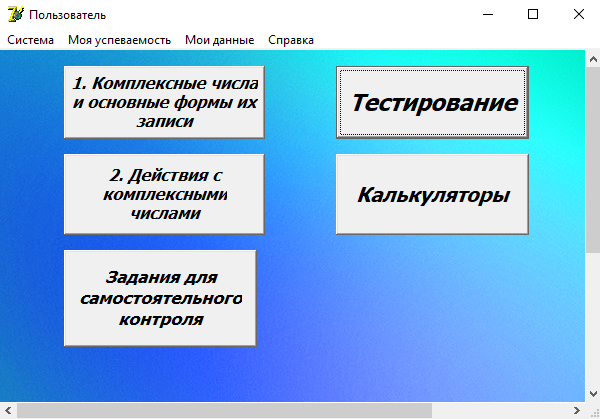 Пользователь
Система Моя успеваемость Мои данные Справка
1. Комплексные числа
и основные формы их
записи
Тестирование
2. Действия с
комплексными
числами
Калькуляторы
Задания для
самостоятельного
контроля